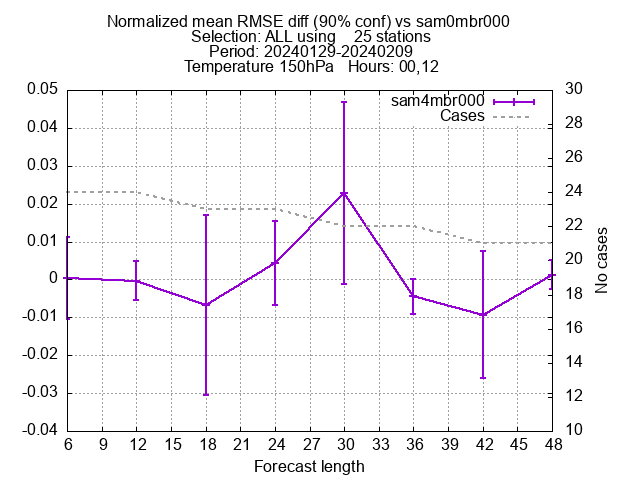 Normalized mean RMSE diff (90% conf) vs sam0mbr000
Selection: ALL using    25 stations
Period: 20240129-20240209
Temperature 150hPa   Hours: 00,12
sam4mbr000
Cases
0.05
0.04
0.03
0.02
0.01
0
-0.01
-0.02
-0.03
-0.04
30
28
26
24
22
20
18
16
14
12
10
No cases
6 9 12 15 18 21 24 27 30 33 36 39 42 45 48
Forecast length